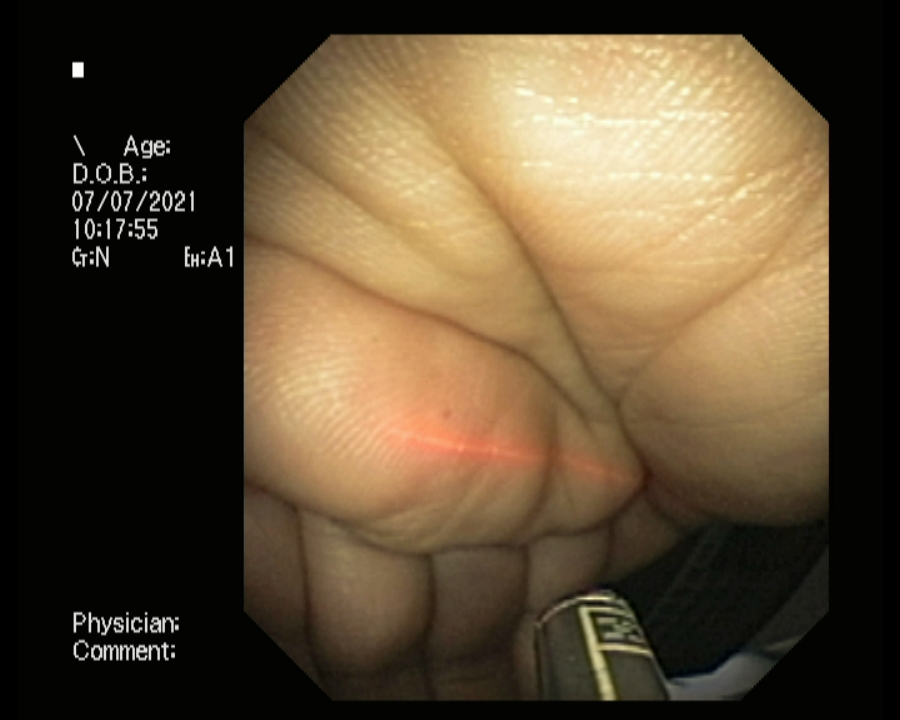 \ Age:
D.O.B.:
07/07/2021
10:17:55
Cr:N EH:A1
Physician:
Comment: